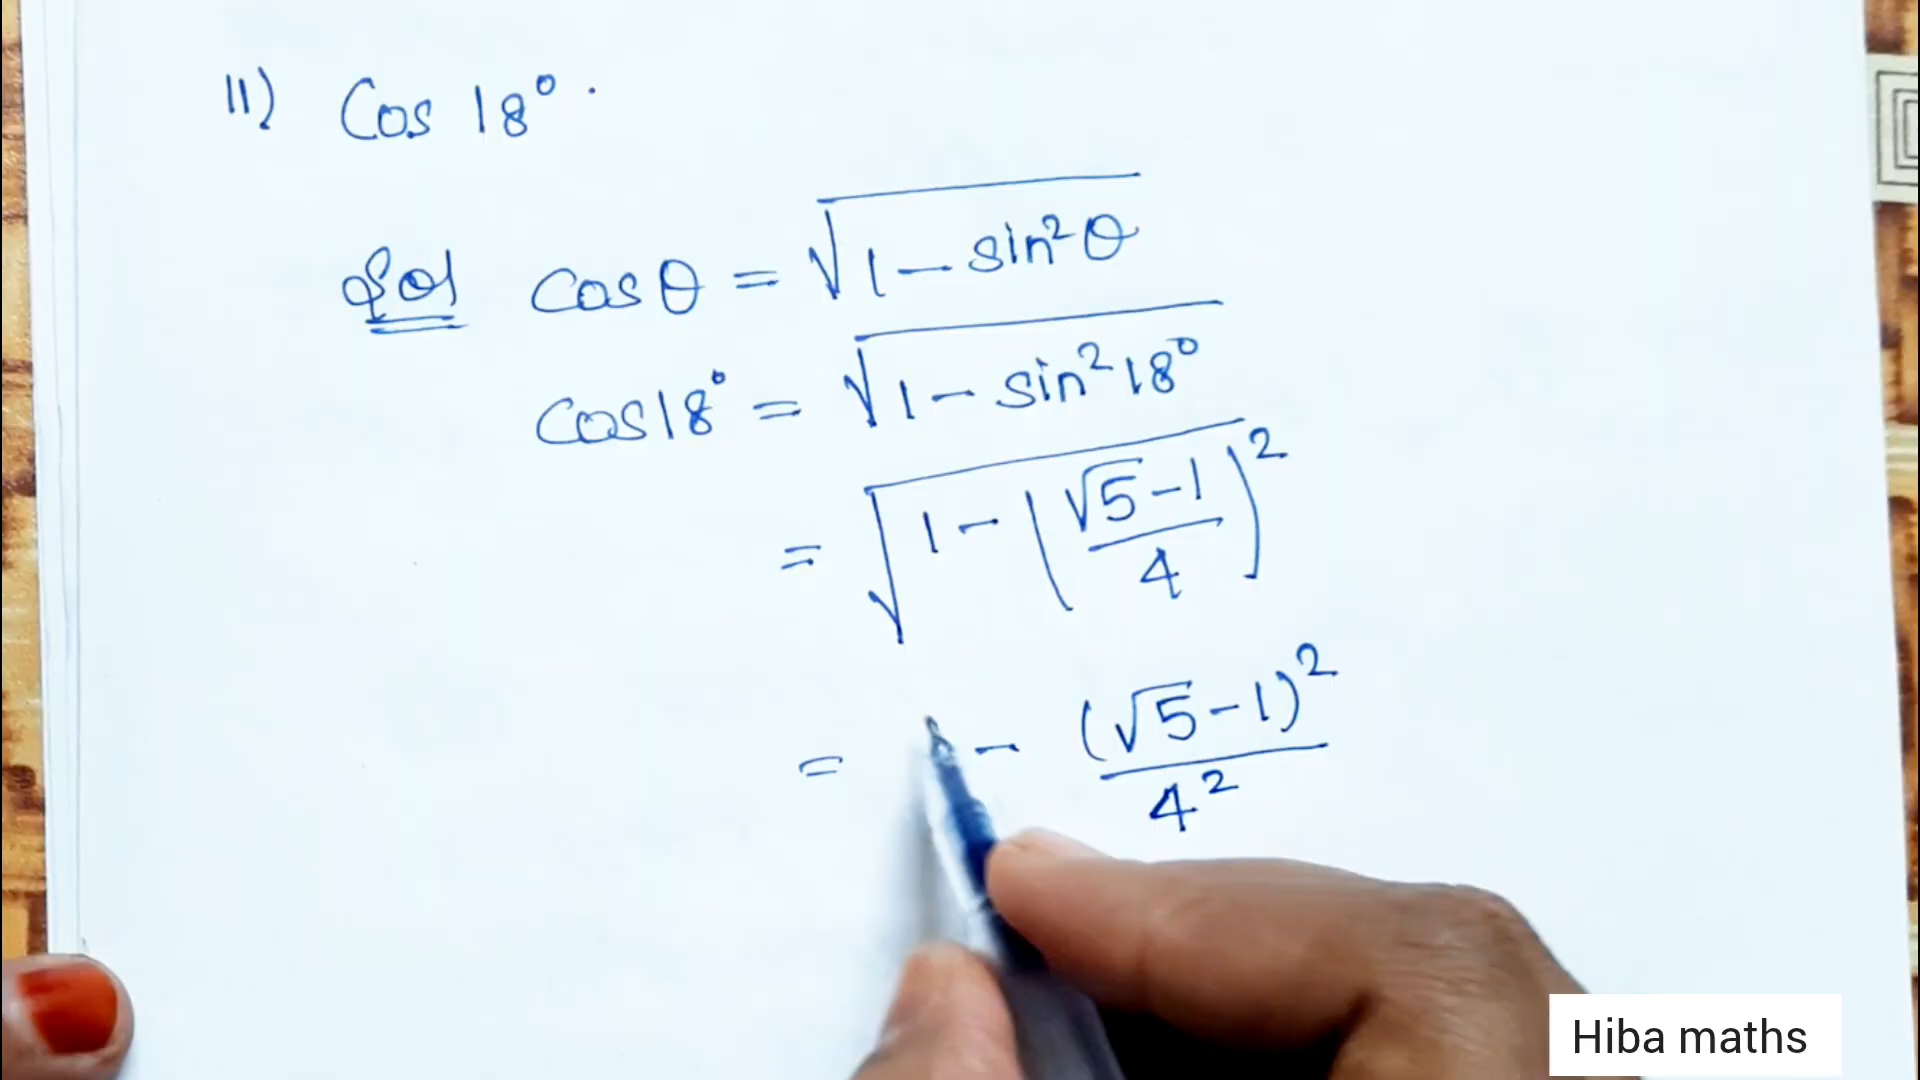 11) Cos 18° .
Sol cosθ = √1 - sin²θ
cos18° = √1 - sin²18°
= √1 - (√5-1/4)²
= - (√5-1)²/4²
Hiba maths